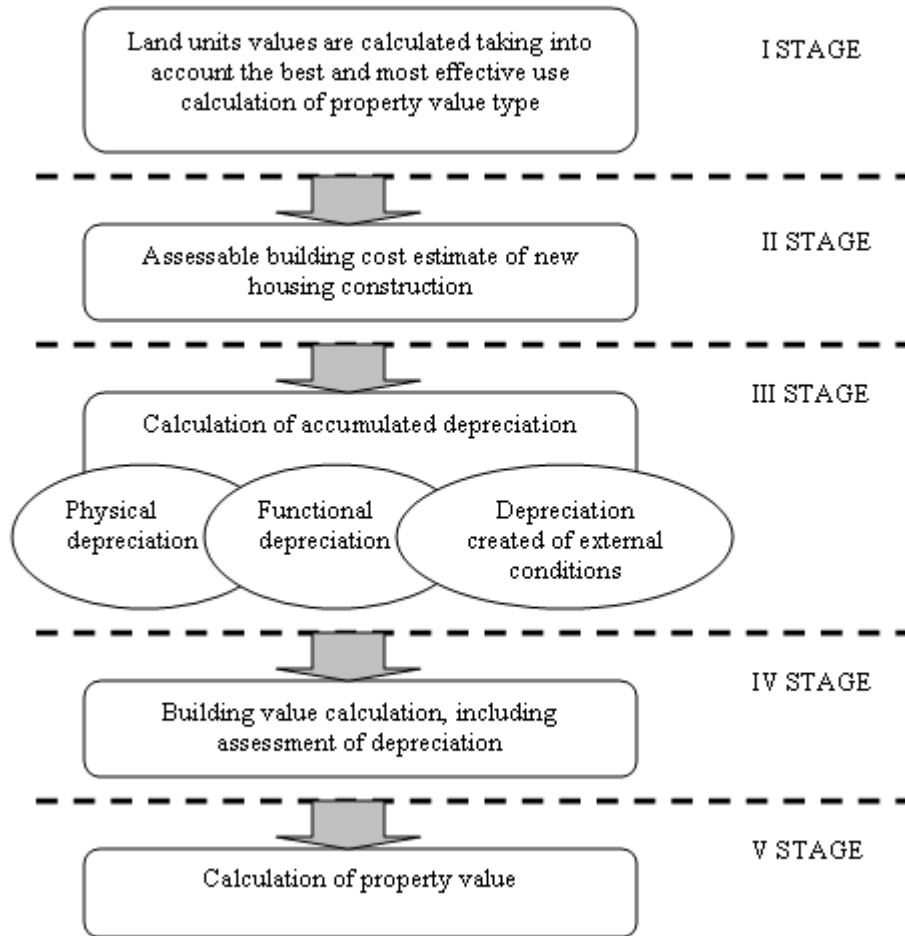 Land units values are calculated taking into
account the best and most effective use
calculation of property value type
I STAGE
II STAGE
Assessable building cost estimate of new
housing construction
III STAGE
Calculation of accumulated depreciation
Physical
depreciation
Functional
depreciation
Depreciation
created of external
conditions
IV STAGE
Building value calculation, including
assessment of depreciation
V STAGE
Calculation of property value